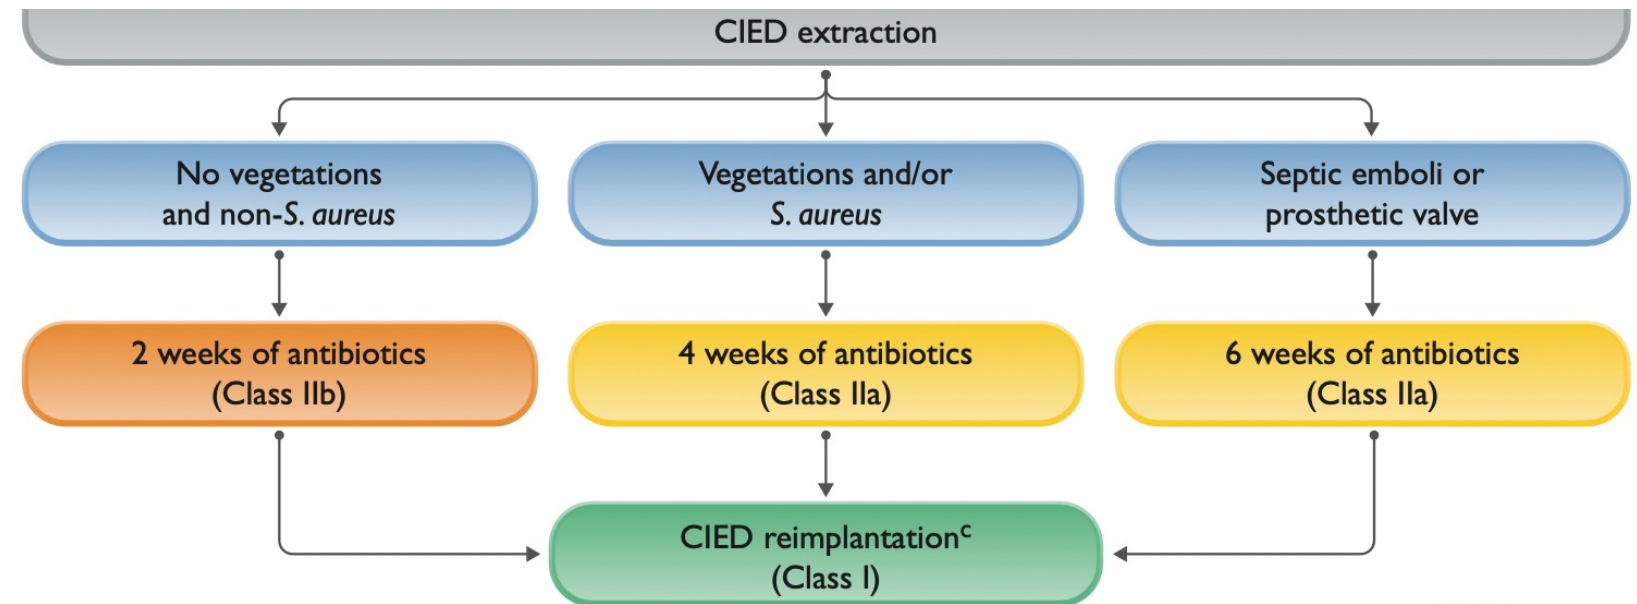 CIED extraction
No vegetations
and non-S. aureus
Vegetations and/or
S. aureus
Septic emboli or
prosthetic valve
2 weeks of antibiotics
(Class IIb)
4 weeks of antibiotics
(Class IIa)
6 weeks of antibiotics
(Class IIa)
CIED reimplantationᶜ
(Class I)